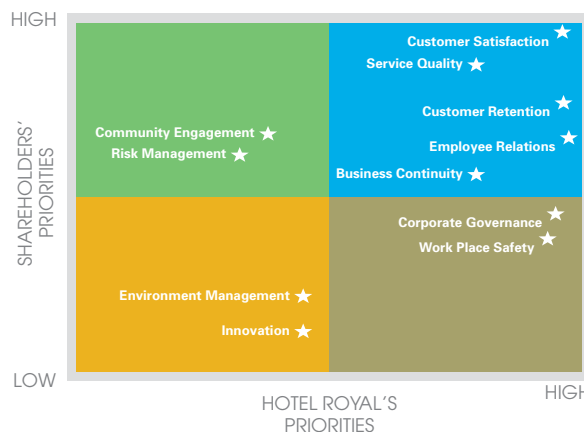 HIGH
Customer Satisfaction
Service Quality
Customer Retention
Community Engagement
Employee Relations
Risk Management
Business Continuity
SHAREHOLDERS'
PRIORITIES
Corporate Governance
Work Place Safety
Environment Management
Innovation
LOW
HIGH
HOTEL ROYAL'S
PRIORITIES